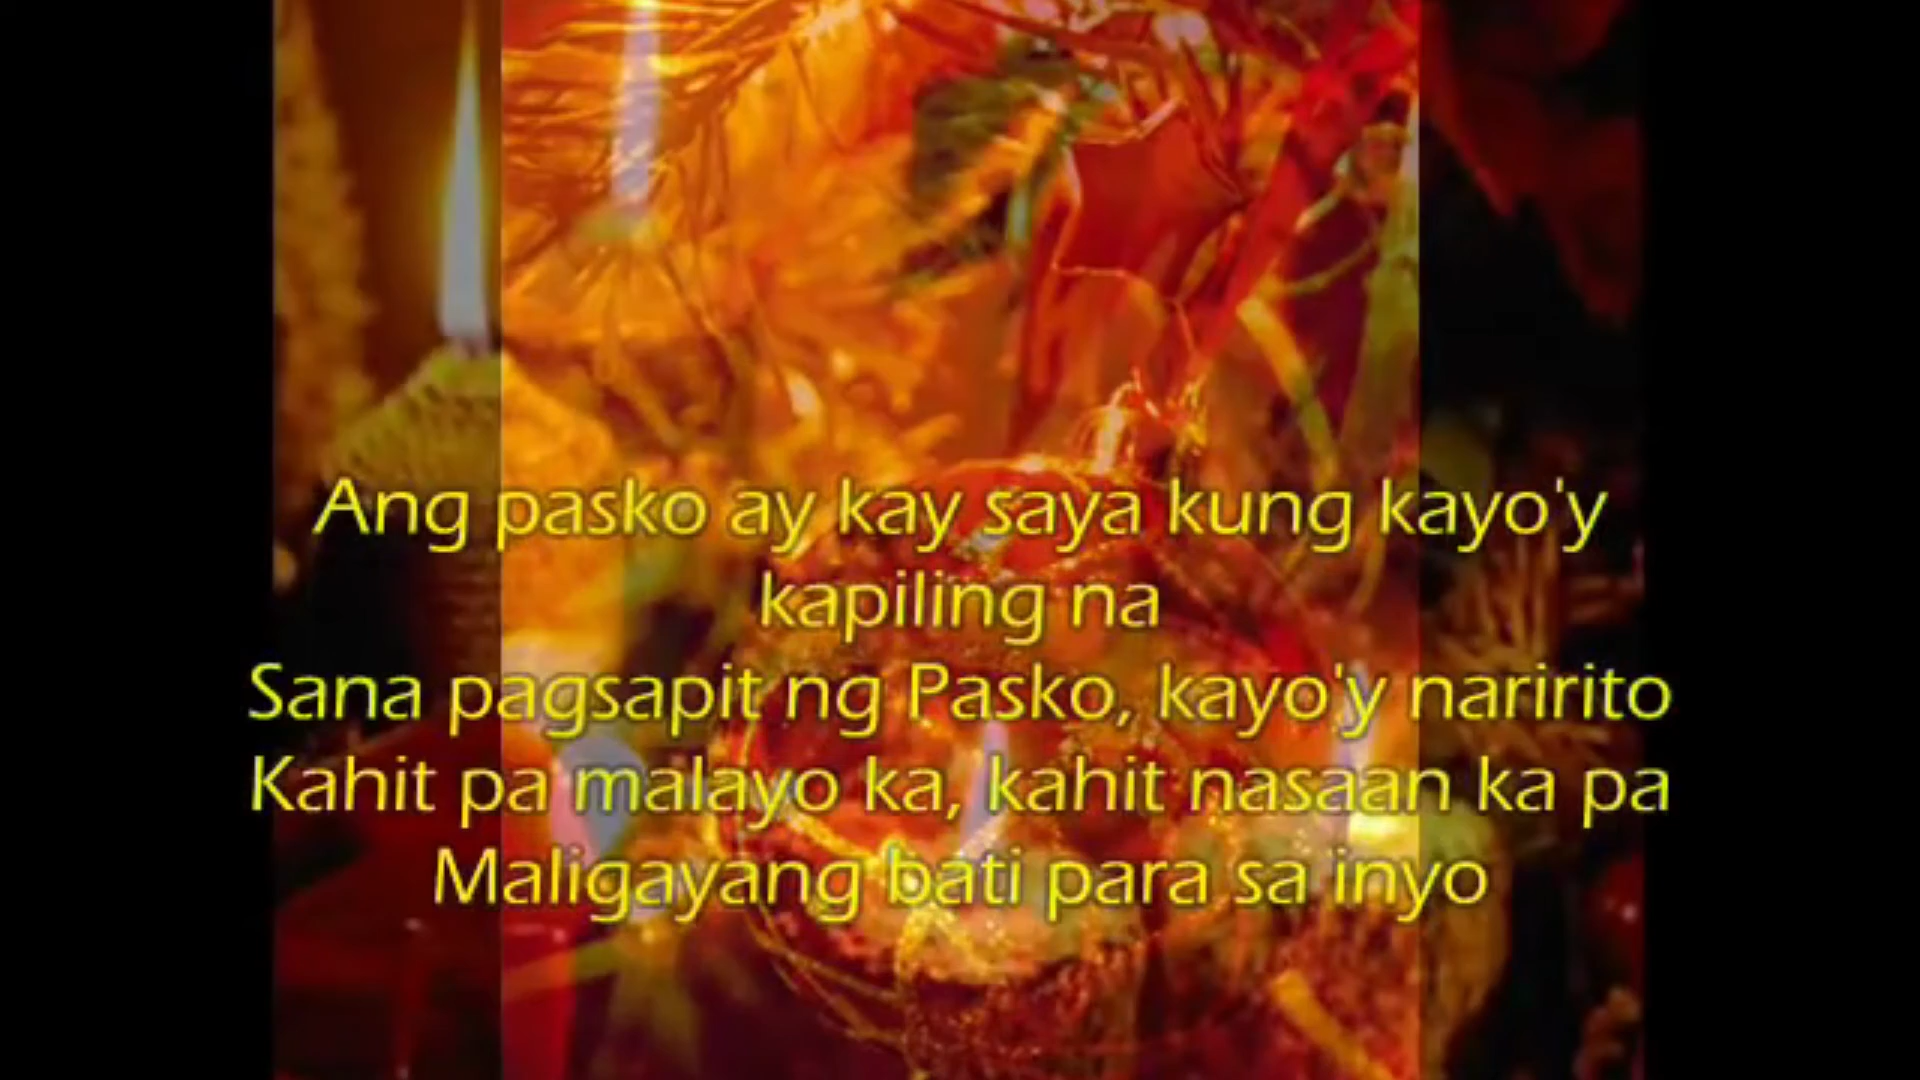 Ang pasko ay kay saya kung kayo'y
kapiling na
Sana pagsapit ng Pasko, kayo'y naririto
Kahit pa malayo ka, kahit nasaan ka pa
Maligayang bati para sa inyo